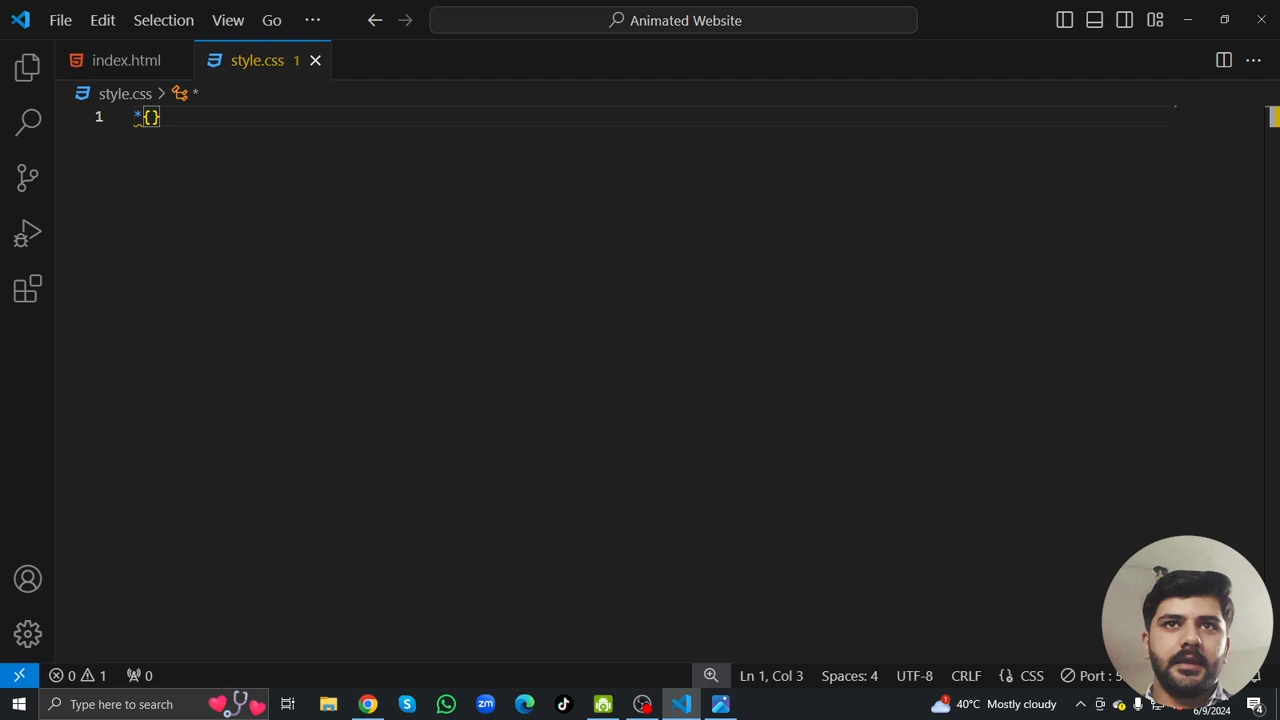 File Edit Selection View Go ··· Animated Website
index.html style.css 1
style.css > *
1 *{}
0 1 0 Ln 1, Col 3 Spaces: 4 UTF-8 CRLF {} CSS Port : 5
Type here to search 40°C Mostly cloudy
6/9/2024 4